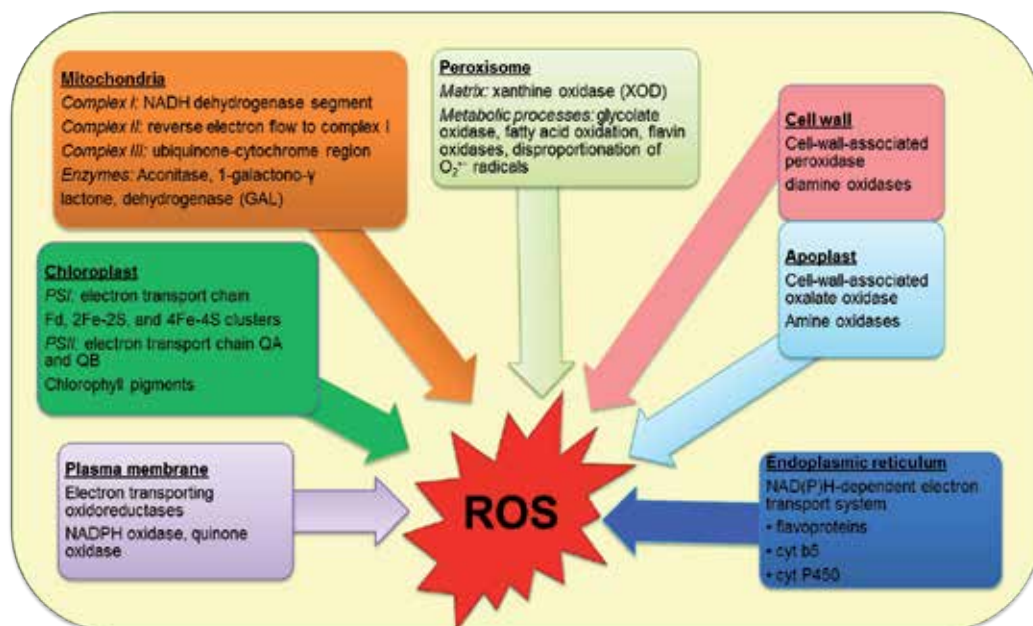 Mitochondria
Complex I: NADH dehydrogenase segment
Complex II: reverse electron flow to complex I
Complex III: ubiquinone-cytochrome region
Enzymes: Aconitase, 1-galactono-γ
lactone, dehydrogenase (GAL)
Peroxisome
Matrix: xanthine oxidase (XOD)
Metabolic processes: glycolate
oxidase, fatty acid oxidation, flavin
oxidases, disproportionation of
O₂•− radicals
Cell wall
Cell-wall-associated
peroxidase
diamine oxidases
Chloroplast
PSI: electron transport chain
Fd, 2Fe-2S, and 4Fe-4S clusters
PSII: electron transport chain QA
and QB
Chlorophyll pigments
Apoplast
Cell-wall-associated
oxalate oxidase
Amine oxidases
Plasma membrane
Electron transporting
oxidoreductases
NADPH oxidase, quinone
oxidase
ROS
Endoplasmic reticulum
NAD(P)H-dependent electron
transport system
• flavoproteins
• cyt b5
• cyt P450